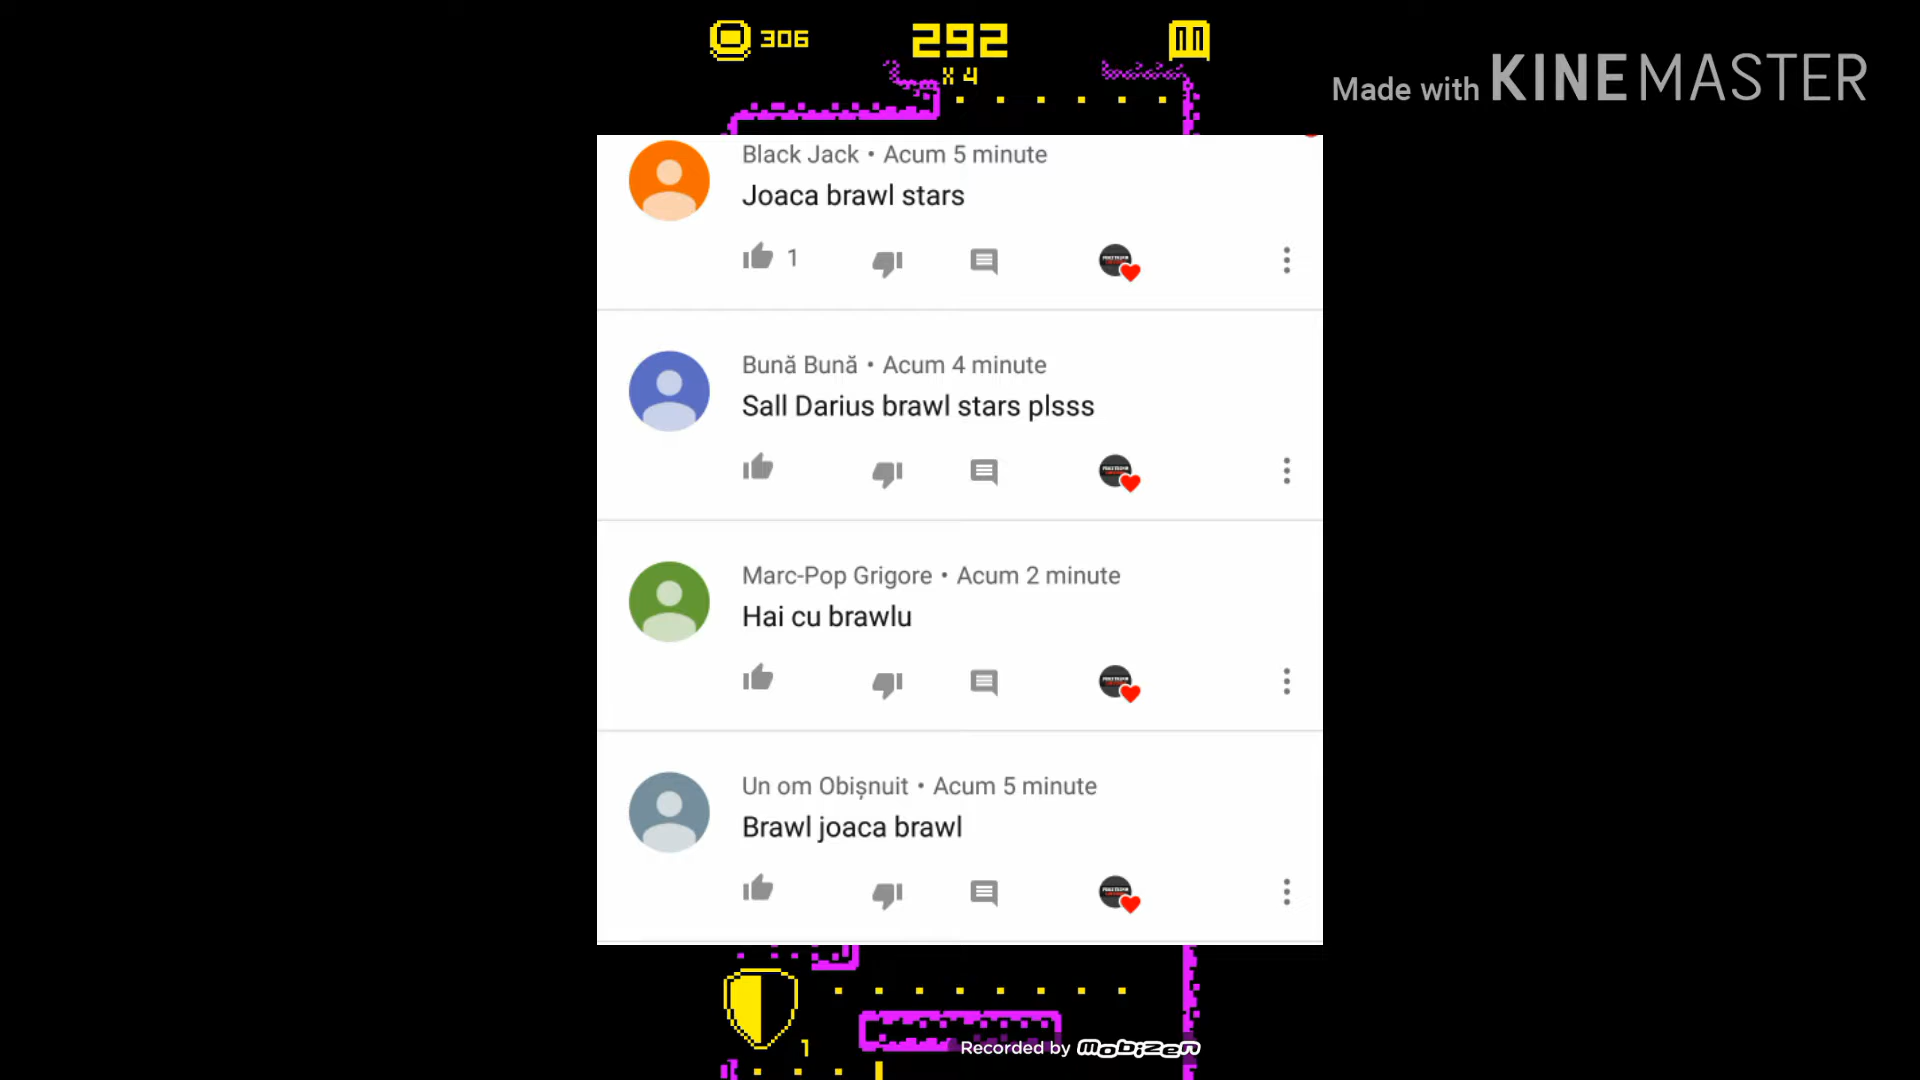 306
292
x 4
Made with KINEMASTER
Black Jack • Acum 5 minute
Joaca brawl stars
1
Bună Bună • Acum 4 minute
Sall Darius brawl stars plsss
Marc-Pop Grigore • Acum 2 minute
Hai cu brawlu
Un om Obișnuit • Acum 5 minute
Brawl joaca brawl
1
Recorded by mobizen